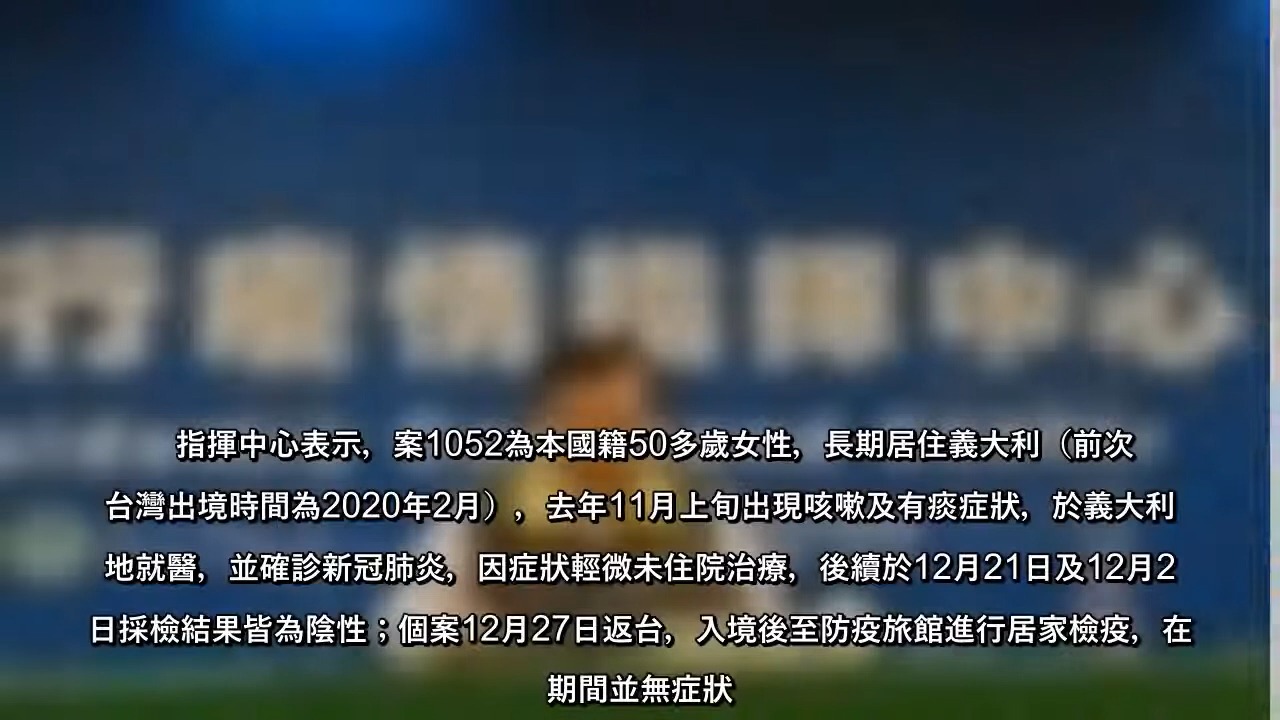 指揮中心表示，案1052為本國籍50多歲女性，長期居住義大利（前次
台灣出境時間為2020年2月），去年11月上旬出現咳嗽及有痰症狀，於義大利
地就醫，並確診新冠肺炎，因症狀輕微未住院治療，後續於12月21日及12月2
日採檢結果皆為陰性；個案12月27日返台，入境後至防疫旅館進行居家檢疫，在
期間並無症狀